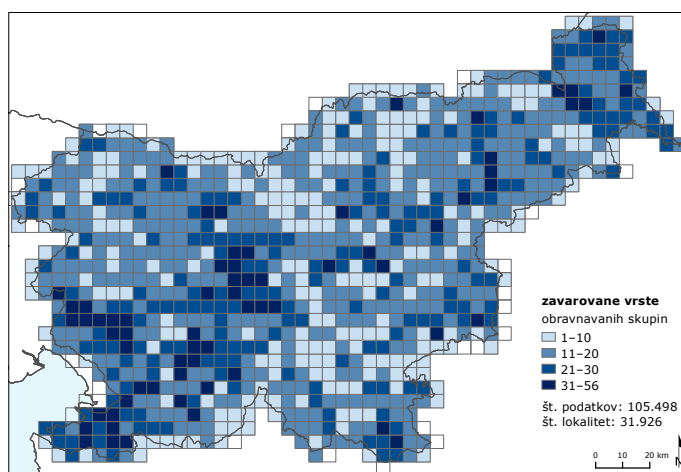 zavarovane vrste
obravnavanih skupin
1–10
11–20
21–30
31–56
št. podatkov: 105.498
št. lokalitet: 31.926
0 10 20 km
N